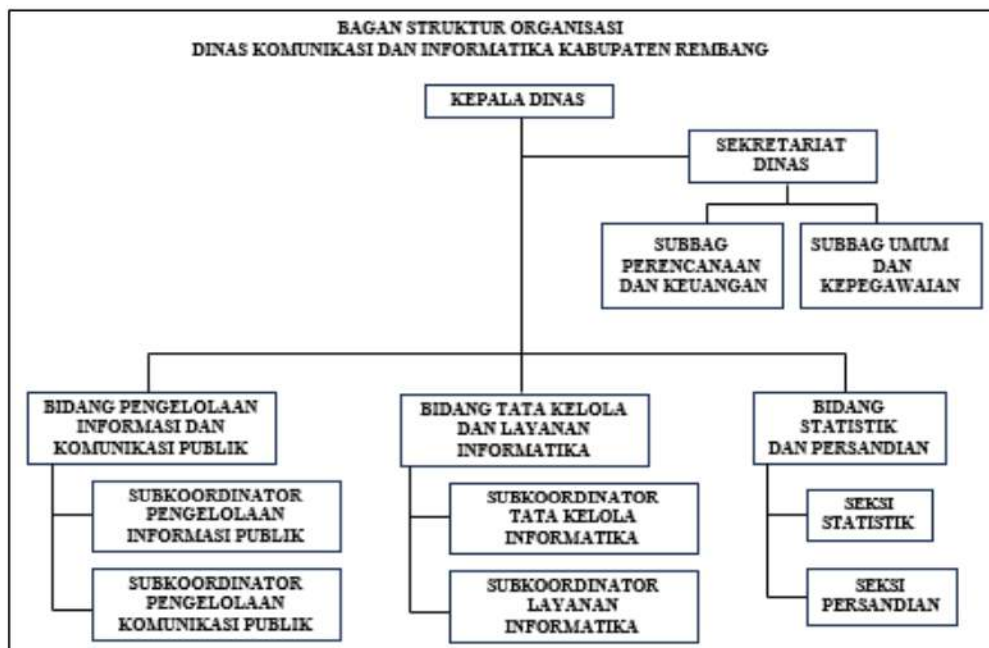 BAGAN STRUKTUR ORGANISASI
DINAS KOMUNIKASI DAN INFORMATIKA KABUPATEN REMBANG
KEPALA DINAS
SEKRETARIAT
DINAS
SUBBAG
PERENCANAAN
DAN KEUANGAN
SUBBAG UMUM
DAN
KEPEGAWAIAN
BIDANG PENGELOLAAN
INFORMASI DAN
KOMUNIKASI PUBLIK
SUBKOORDINATOR
PENGELOLAAN
INFORMASI PUBLIK
SUBKOORDINATOR
PENGELOLAAN
KOMUNIKASI PUBLIK
BIDANG TATA KELOLA
DAN LAYANAN
INFORMATIKA
SUBKOORDINATOR
TATA KELOLA
INFORMATIKA
SUBKOORDINATOR
LAYANAN
INFORMATIKA
BIDANG
STATISTIK
DAN PERSANDIAN
SEKSI
STATISTIK
SEKSI
PERSANDIAN